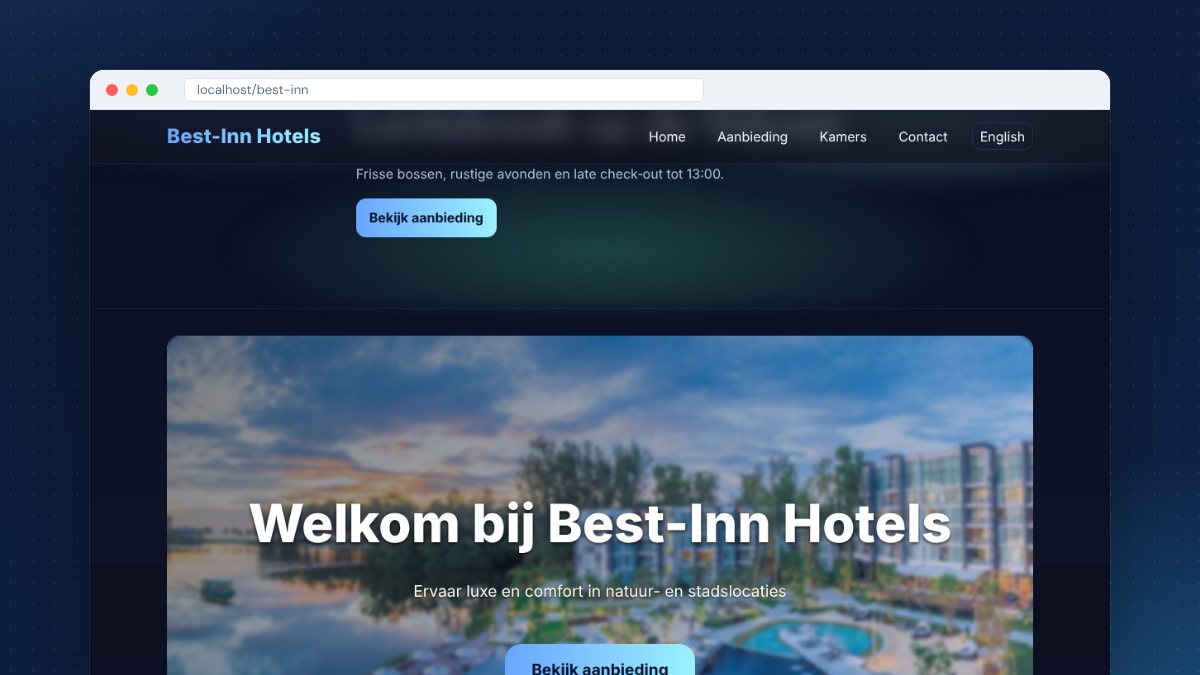 localhost/best-inn
Best-Inn Hotels
Home Aanbieding Kamers Contact English
Frisse bossen, rustige avonden en late check-out tot 13:00.
Bekijk aanbieding
Welkom bij Best-Inn Hotels
Ervaar luxe en comfort in natuur- en stadslocaties
Bekijk aanbieding